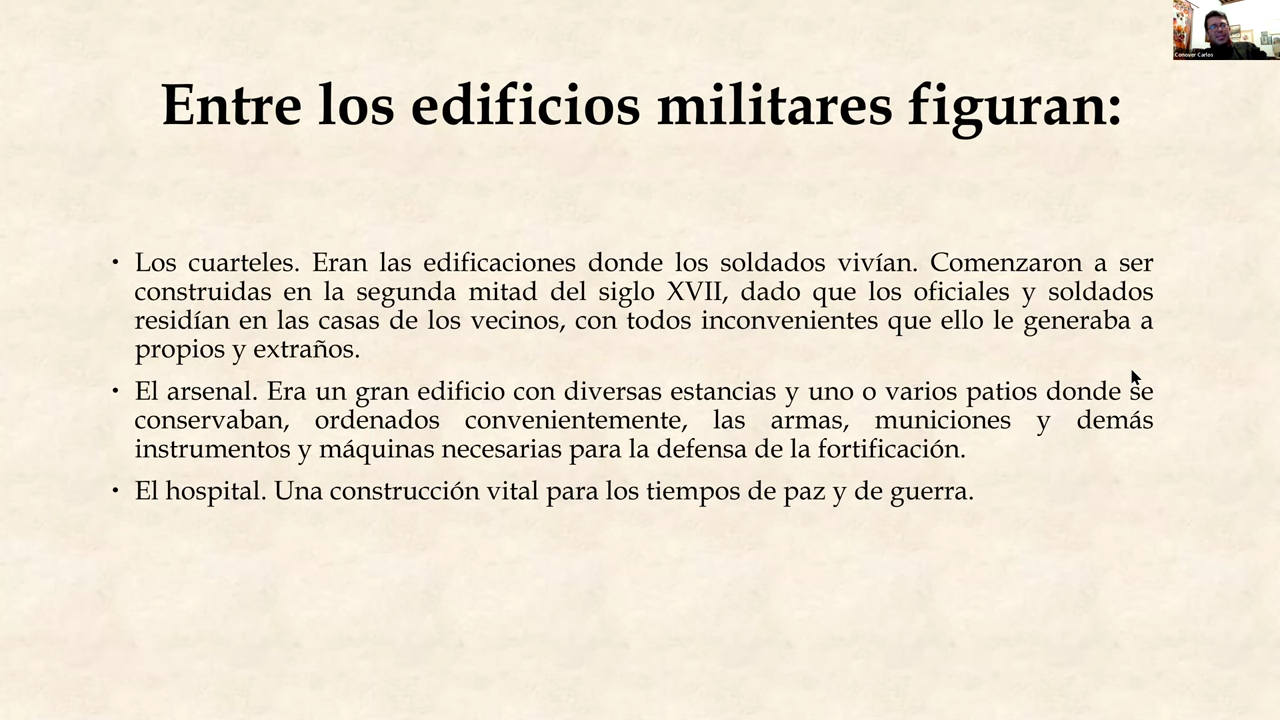 Conover Carlos
Entre los edificios militares figuran:
• Los cuarteles. Eran las edificaciones donde los soldados vivían. Comenzaron a ser
construidas en la segunda mitad del siglo XVII, dado que los oficiales y soldados
residían en las casas de los vecinos, con todos inconvenientes que ello le generaba a
propios y extraños.
• El arsenal. Era un gran edificio con diversas estancias y uno o varios patios donde se
conservaban, ordenados convenientemente, las armas, municiones y demás
instrumentos y máquinas necesarias para la defensa de la fortificación.
• El hospital. Una construcción vital para los tiempos de paz y de guerra.